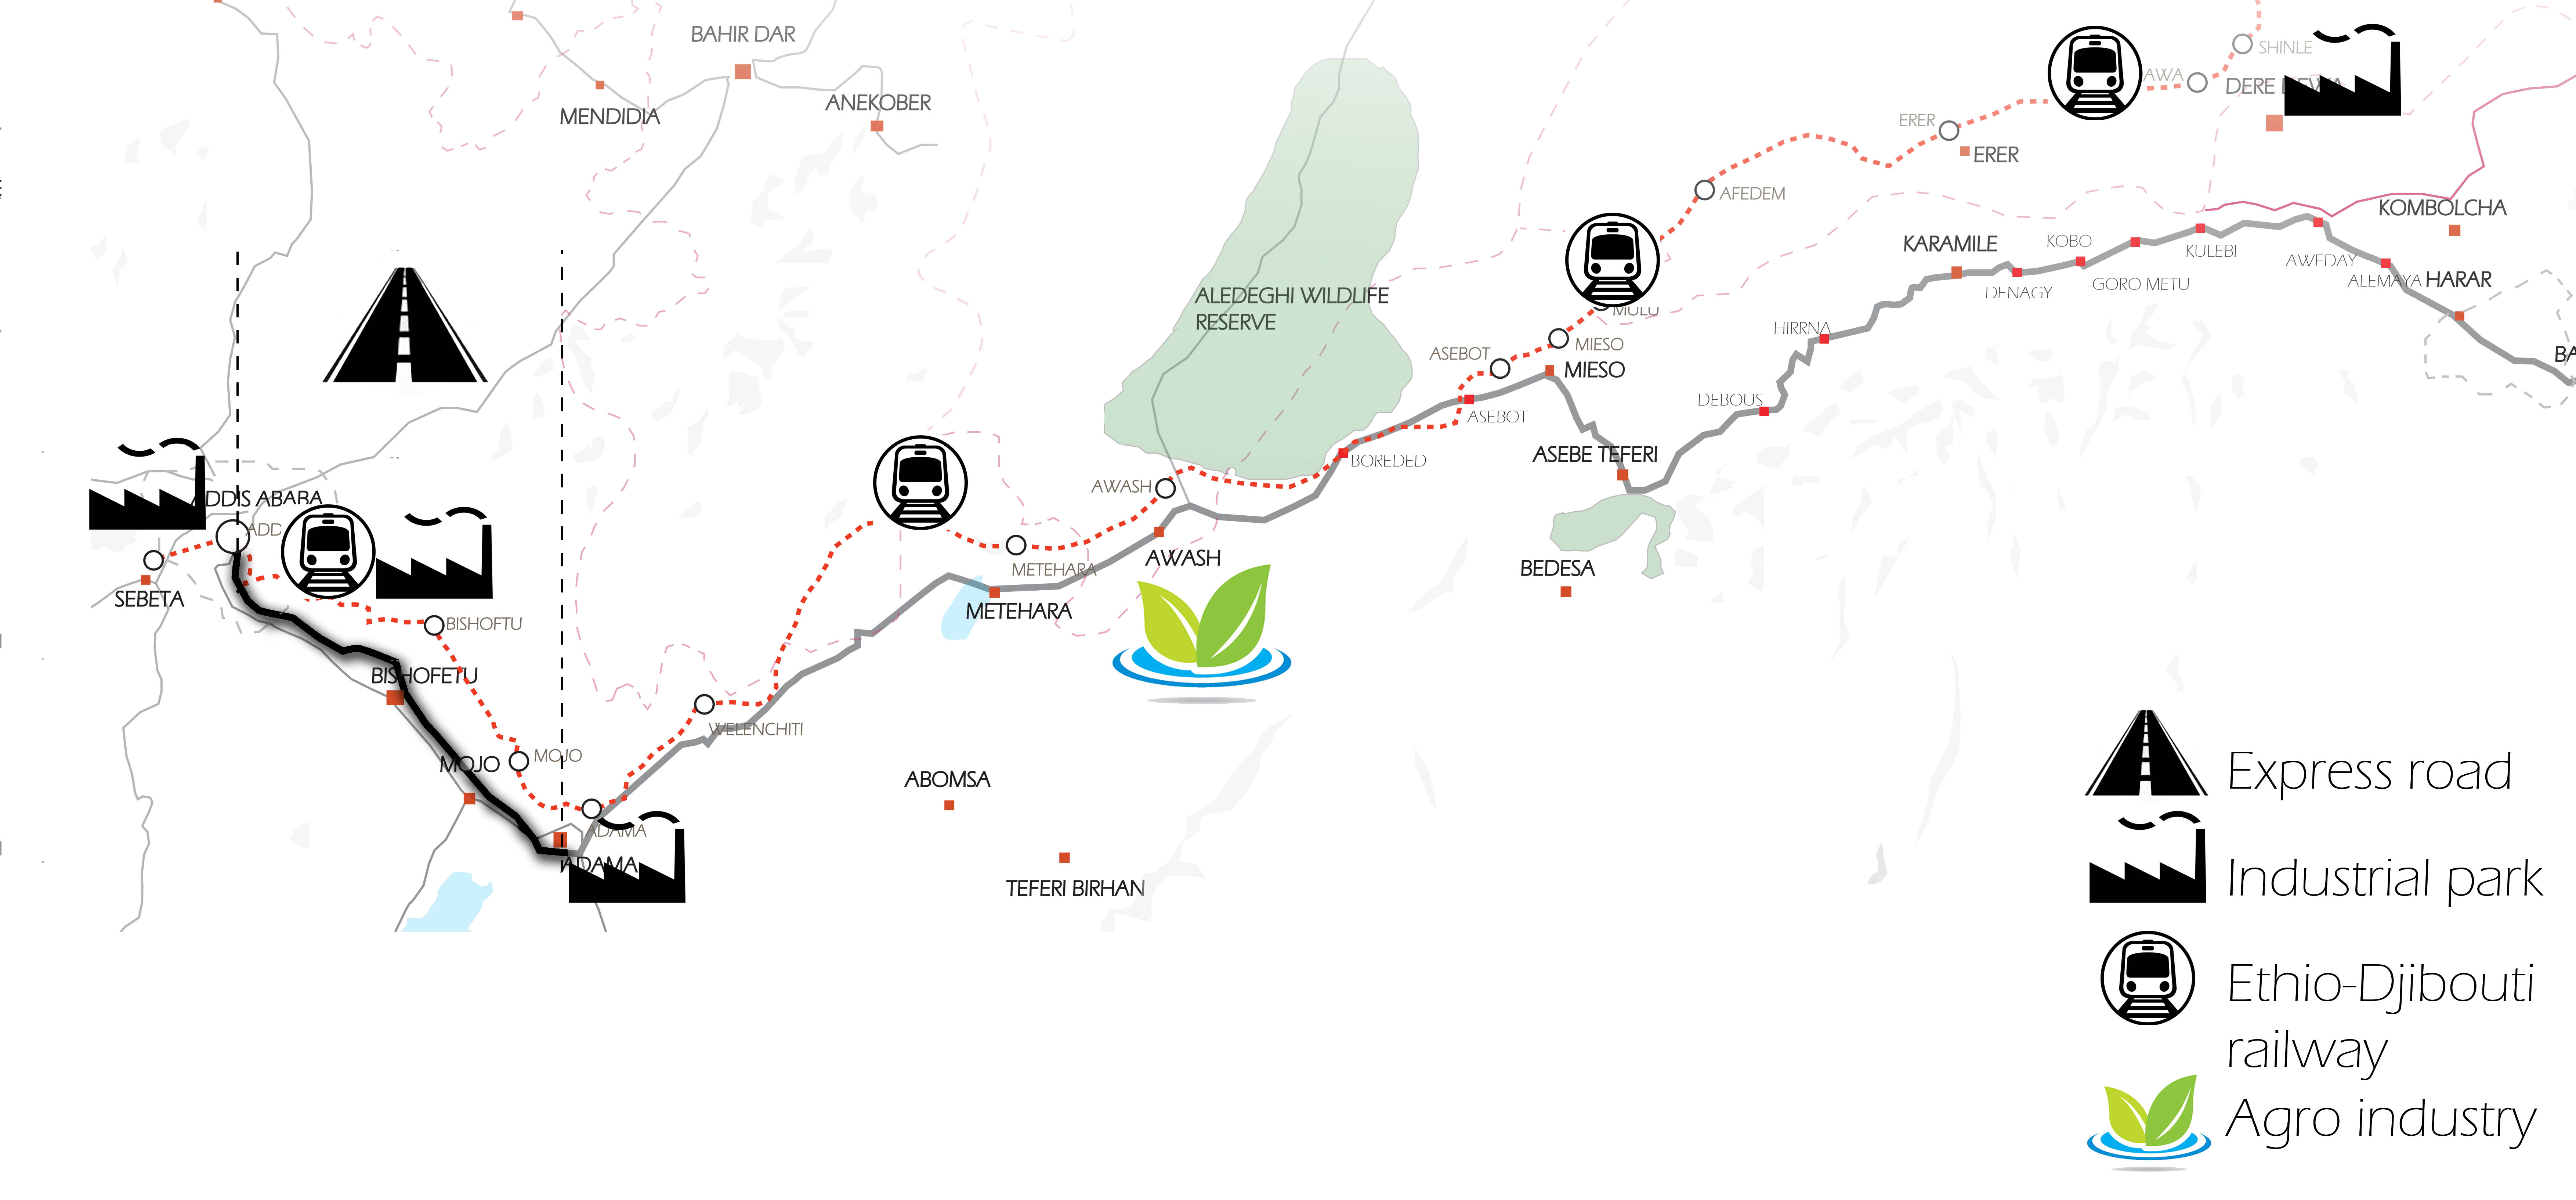 BAHIR DAR
MENDIDIA
ANEKOBER
SHINLE
AWA
DERE DEWA
ERER
ERER
AFEDEM
KOMBOLCHA
KARAMILE
KOBO
KULEBI
AWEDAY
DENAGY
GORO METU
ALEMAYA
HARAR
ALEDEGHI WILDLIFE
RESERVE
MULU
HIRRNA
ASEBOT
MIESO
MIESO
BA
DEBOUS
ASEBOT
ASEBE TEFERI
BOREDED
AWASH
ADDIS ABABA
ADD
AWASH
METEHARA
BEDESA
SEBETA
METEHARA
BISHOFTU
BISHOFETU
WELENCHITI
MOJO
MOJO
ABOMSA
ADAMA
ADAMA
TEFERI BIRHAN
Express road
Industrial park
Ethio-Djibouti
railway
Agro industry